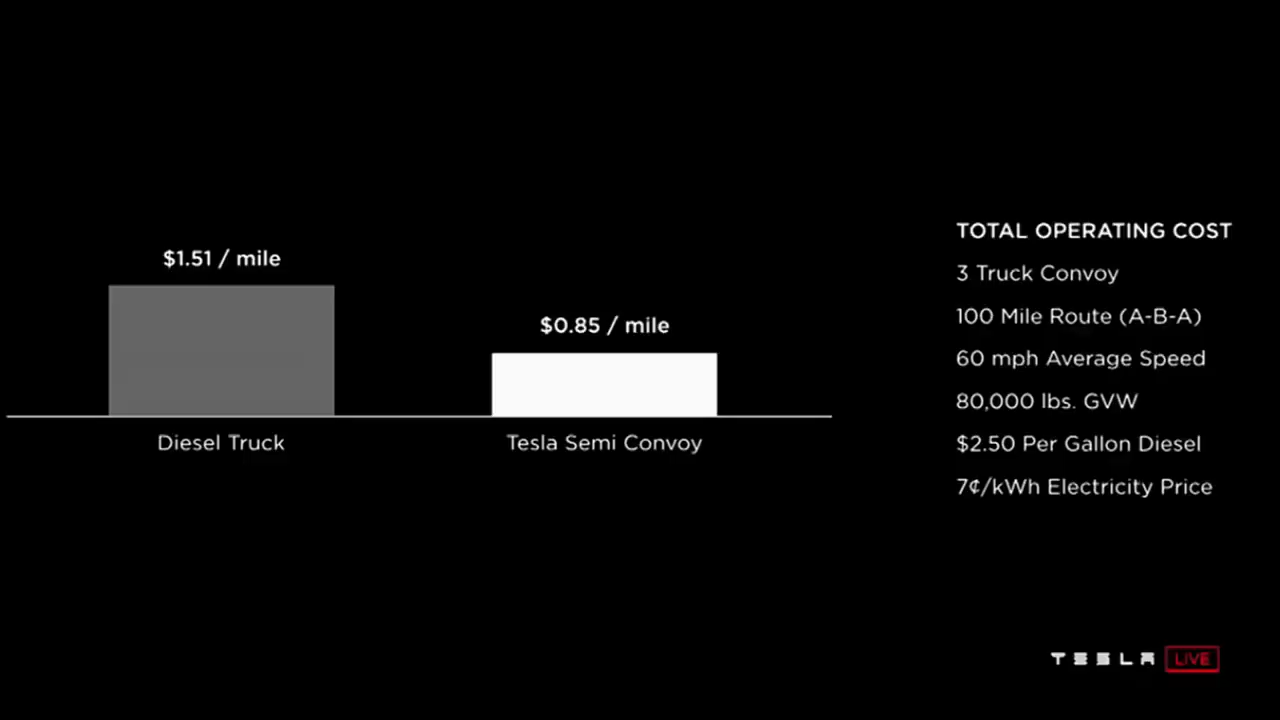 $1.51 / mile
$0.85 / mile
Diesel Truck
Tesla Semi Convoy
TOTAL OPERATING COST
3 Truck Convoy
100 Mile Route (A-B-A)
60 mph Average Speed
80,000 lbs. GVW
$2.50 Per Gallon Diesel
7¢/kWh Electricity Price
TESLA LIVE